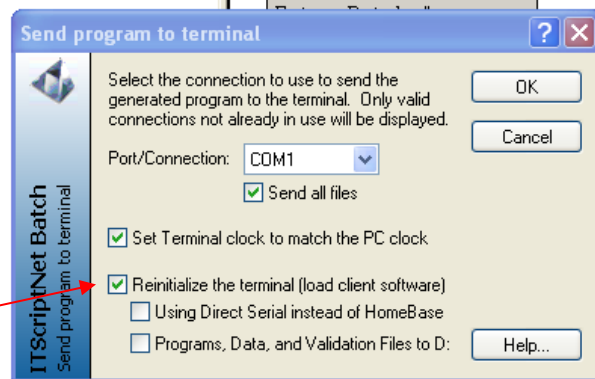 Send program to terminal
Select the connection to use to send the
generated program to the terminal. Only valid
connections not already in use will be displayed.
OK
Cancel
Port/Connection: COM1
Send all files
Set Terminal clock to match the PC clock
Reinitialize the terminal (load client software)
Using Direct Serial instead of HomeBase
Programs, Data, and Validation Files to D:
Help...
ITScriptNet Batch
Send program to terminal